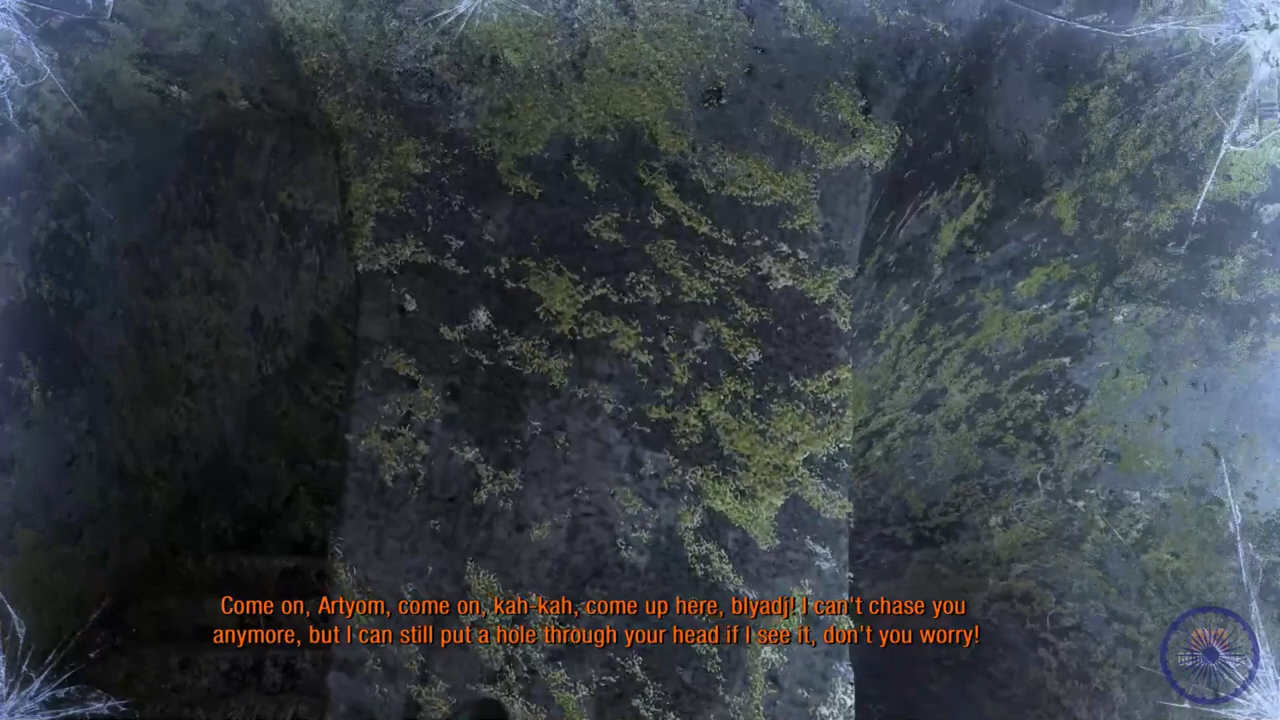 Come on, Artyom, come on, kah-kah, come up here, blyadj! I can't chase you
anymore, but I can still put a hole through your head if I see it, don't you worry!